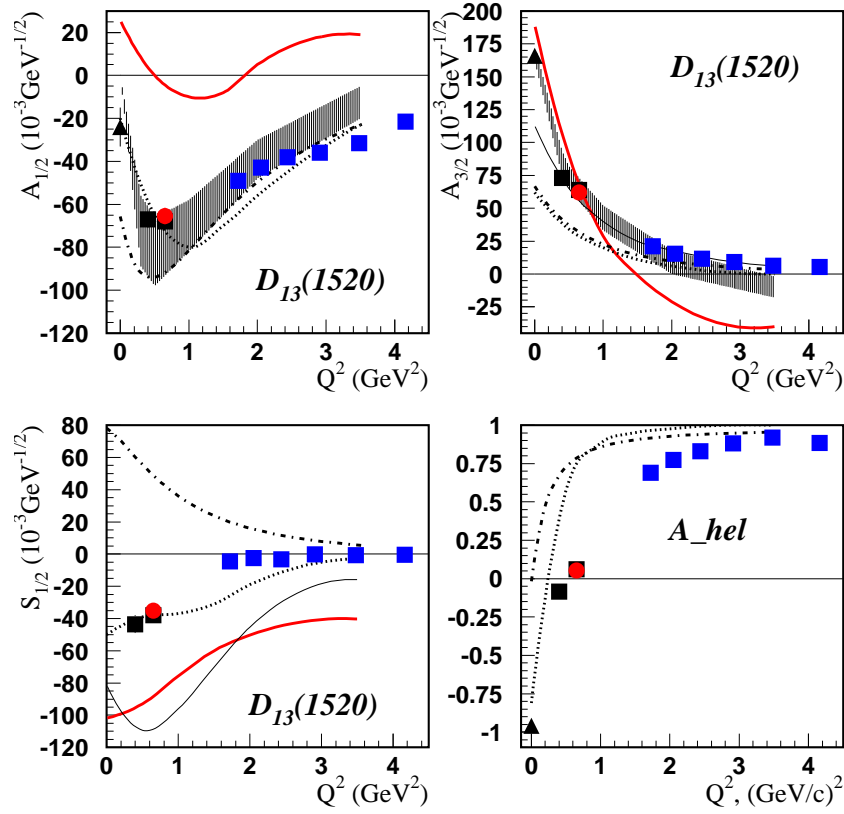 A1/2 (10-3GeV-1/2)
20
0
-20
-40
-60
-80
-100
-120
D13(1520)
0 1 2 3 4
Q2 (GeV2)
A3/2 (10-3GeV-1/2)
200
175
150
125
100
75
50
25
0
-25
D13(1520)
0 1 2 3 4
Q2 (GeV2)
S1/2 (10-3GeV-1/2)
80
60
40
20
0
-20
-40
-60
-80
-100
-120
D13(1520)
0 1 2 3 4
Q2 (GeV2)
1
0.75
0.5
0.25
0
-0.25
-0.5
-0.75
-1
A_hel
0 1 2 3 4
Q2, (GeV/c)2